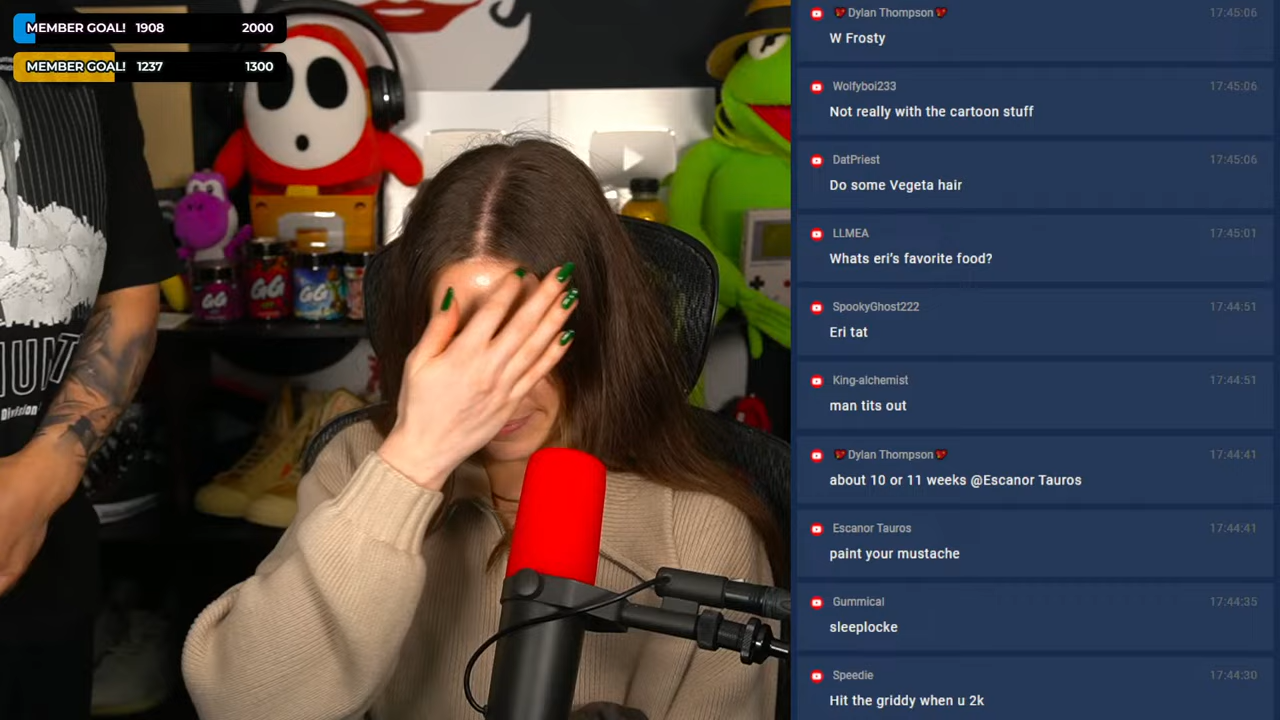 MEMBER GOAL! 1908 2000
MEMBER GOAL! 1237 1300
GG
GG
GG
Division
Dylan Thompson 17:45:06
W Frosty
Wolfyboi233 17:45:06
Not really with the cartoon stuff
DatPriest 17:45:06
Do some Vegeta hair
LLMEA 17:45:01
Whats eri's favorite food?
SpookyGhost222 17:44:51
Eri tat
King-alchemist 17:44:51
man tits out
Dylan Thompson 17:44:41
about 10 or 11 weeks @Escanor Tauros
Escanor Tauros 17:44:41
paint your mustache
Gummical 17:44:35
sleeplocke
Speedie 17:44:30
Hit the griddy when u 2k